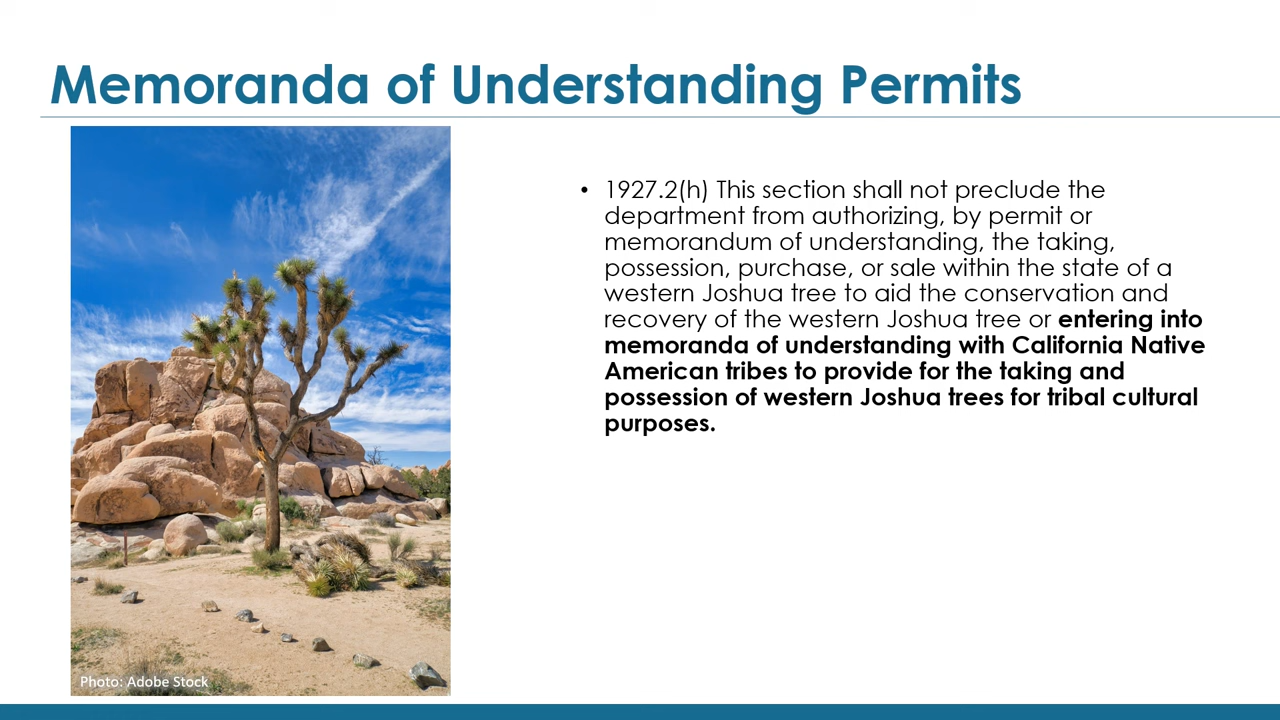 Memoranda of Understanding Permits
• 1927.2(h) This section shall not preclude the
department from authorizing, by permit or
memorandum of understanding, the taking,
possession, purchase, or sale within the state of a
western Joshua tree to aid the conservation and
recovery of the western Joshua tree or entering into
memoranda of understanding with California Native
American tribes to provide for the taking and
possession of western Joshua trees for tribal cultural
purposes.
Photo: Adobe Stock